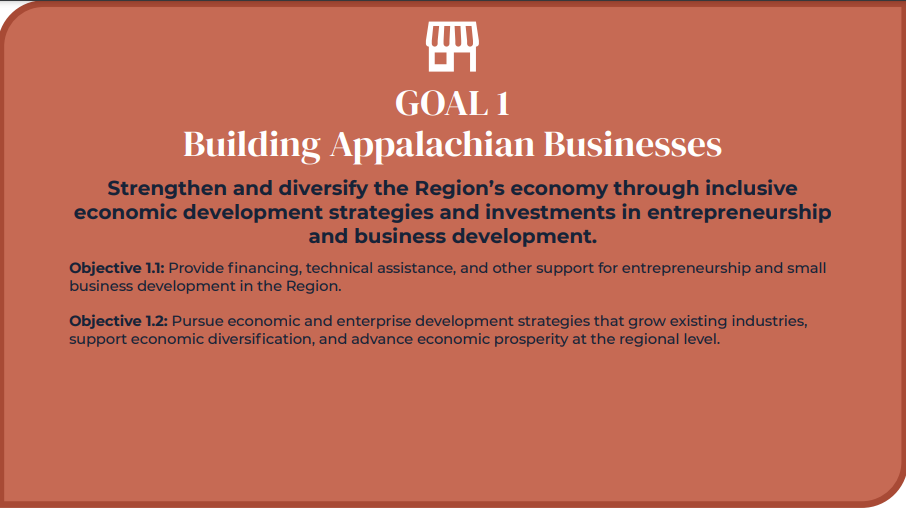 GOAL 1
Building Appalachian Businesses
Strengthen and diversify the Region’s economy through inclusive
economic development strategies and investments in entrepreneurship
and business development.
Objective 1.1: Provide financing, technical assistance, and other support for entrepreneurship and small
business development in the Region.
Objective 1.2: Pursue economic and enterprise development strategies that grow existing industries,
support economic diversification, and advance economic prosperity at the regional level.